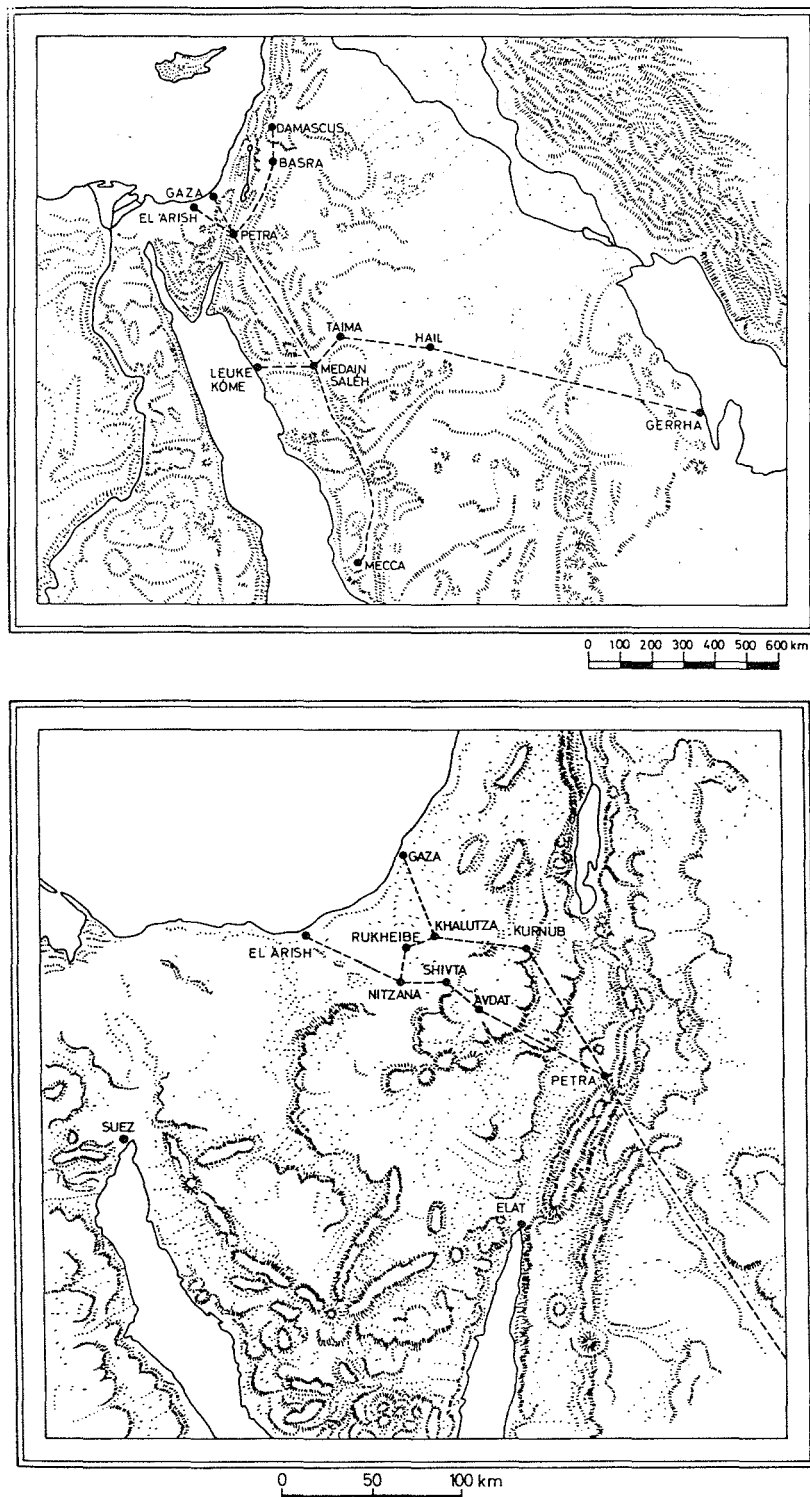 DAMASCUS
BASRA
GAZA
EL ARISH
PETRA
TAIMA
HAIL
LEUKE
KOME
MEDAIN
SALEH
GERRHA
MECCA
0 100 200 300 400 500 600 km
GAZA
RUKHEIBE
KHALUTZA
KURNUB
EL ARISH
SHIVTA
NITZANA
AVDAT
PETRA
SUEZ
ELAT
0 50 100 km